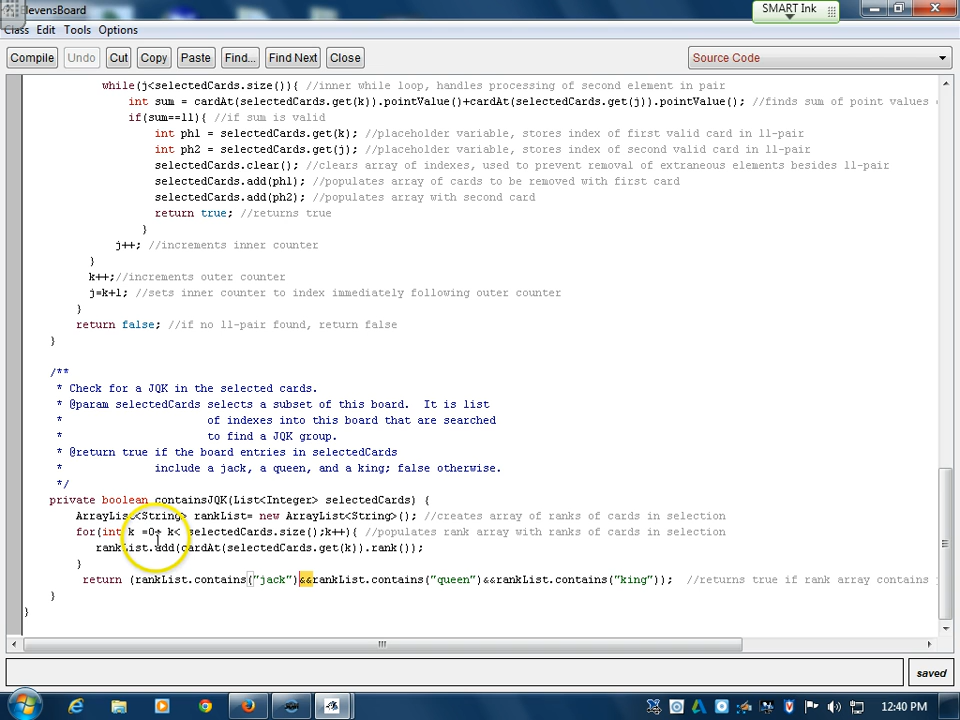 ElevensBoard
SMART Ink
Class Edit Tools Options
Compile Undo Cut Copy Paste Find... Find Next Close Source Code
while(j<selectedCards.size()){ //inner while loop, handles processing of second element in pair
int sum = cardAt(selectedCards.get(k)).pointValue()+cardAt(selectedCards.get(j)).pointValue(); //finds sum of point values
if(sum==11){ //if sum is valid
int ph1 = selectedCards.get(k); //placeholder variable, stores index of first valid card in 11-pair
int ph2 = selectedCards.get(j); //placeholder variable, stores index of second valid card in 11-pair
selectedCards.clear(); //clears array of indexes, used to prevent removal of extraneous elements besides 11-pair
selectedCards.add(ph1); //populates array of cards to be removed with first card
selectedCards.add(ph2); //populates array with second card
return true; //returns true
}
j++; //increments inner counter
}
k++;//increments outer counter
j=k+1; //sets inner counter to index immediately following outer counter
}
return false; //if no 11-pair found, return false
}
/**
* Check for a JQK in the selected cards.
* @param selectedCards selects a subset of this board. It is list
* of indexes into this board that are searched
* to find a JQK group.
* @return true if the board entries in selectedCards
* include a jack, a queen, and a king; false otherwise.
*/
private boolean containsJQK(List<Integer> selectedCards) {
ArrayList<String> rankList= new ArrayList<String>(); //creates array of ranks of cards in selection
for(int k =0; k< selectedCards.size();k++){ //populates rank array with ranks of cards in selection
rankList.add(cardAt(selectedCards.get(k)).rank());
}
return (rankList.contains("jack")&&rankList.contains("queen")&&rankList.contains("king")); //returns true if rank array contains
}
}
saved
12:40 PM